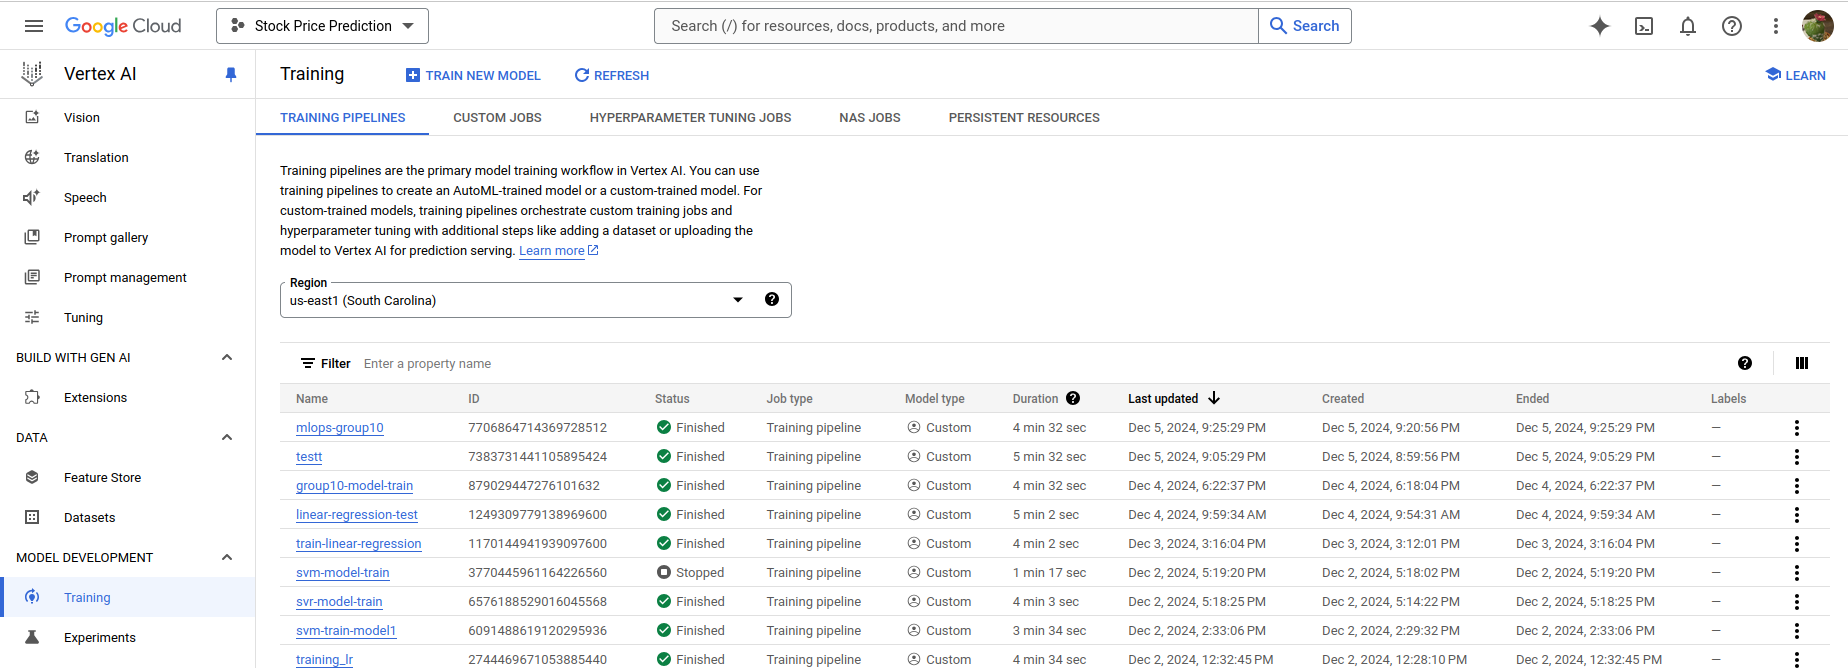 Google Cloud
Stock Price Prediction
Search (/) for resources, docs, products, and more
Search
Vertex AI
Training
TRAIN NEW MODEL
REFRESH
LEARN
Vision
Translation
Speech
Prompt gallery
Prompt management
Tuning
BUILD WITH GEN AI
Extensions
DATA
Feature Store
Datasets
MODEL DEVELOPMENT
Training
Experiments
TRAINING PIPELINES CUSTOM JOBS HYPERPARAMETER TUNING JOBS NAS JOBS PERSISTENT RESOURCES
Training pipelines are the primary model training workflow in Vertex AI. You can use
training pipelines to create an AutoML-trained model or a custom-trained model. For
custom-trained models, training pipelines orchestrate custom training jobs and
hyperparameter tuning with additional steps like adding a dataset or uploading the
model to Vertex AI for prediction serving. Learn more
Region
us-east1 (South Carolina)
Filter Enter a property name
Name ID Status Job type Model type Duration Last updated Created Ended Labels
mlops-group10 7706864714369728512 Finished Training pipeline Custom 4 min 32 sec Dec 5, 2024, 9:25:29 PM Dec 5, 2024, 9:20:56 PM Dec 5, 2024, 9:25:29 PM —
testt 7383731441105895424 Finished Training pipeline Custom 5 min 32 sec Dec 5, 2024, 9:05:29 PM Dec 5, 2024, 8:59:56 PM Dec 5, 2024, 9:05:29 PM —
group10-model-train 879029447276101632 Finished Training pipeline Custom 4 min 32 sec Dec 4, 2024, 6:22:37 PM Dec 4, 2024, 6:18:04 PM Dec 4, 2024, 6:22:37 PM —
linear-regression-test 1249309779138969600 Finished Training pipeline Custom 5 min 2 sec Dec 4, 2024, 9:59:34 AM Dec 4, 2024, 9:54:31 AM Dec 4, 2024, 9:59:34 AM —
train-linear-regression 1170144941939097600 Finished Training pipeline Custom 4 min 2 sec Dec 3, 2024, 3:16:04 PM Dec 3, 2024, 3:12:01 PM Dec 3, 2024, 3:16:04 PM —
svm-model-train 3770445961164226560 Stopped Training pipeline Custom 1 min 17 sec Dec 2, 2024, 5:19:20 PM Dec 2, 2024, 5:18:02 PM Dec 2, 2024, 5:19:20 PM —
svr-model-train 6576188529016045568 Finished Training pipeline Custom 4 min 3 sec Dec 2, 2024, 5:18:25 PM Dec 2, 2024, 5:14:22 PM Dec 2, 2024, 5:18:25 PM —
svm-train-model1 6091488619120295936 Finished Training pipeline Custom 3 min 34 sec Dec 2, 2024, 2:33:06 PM Dec 2, 2024, 2:29:32 PM Dec 2, 2024, 2:33:06 PM —
training_lr 2744469671053885440 Finished Training pipeline Custom 4 min 34 sec Dec 2, 2024, 12:32:45 PM Dec 2, 2024, 12:28:10 PM Dec 2, 2024, 12:32:45 PM —